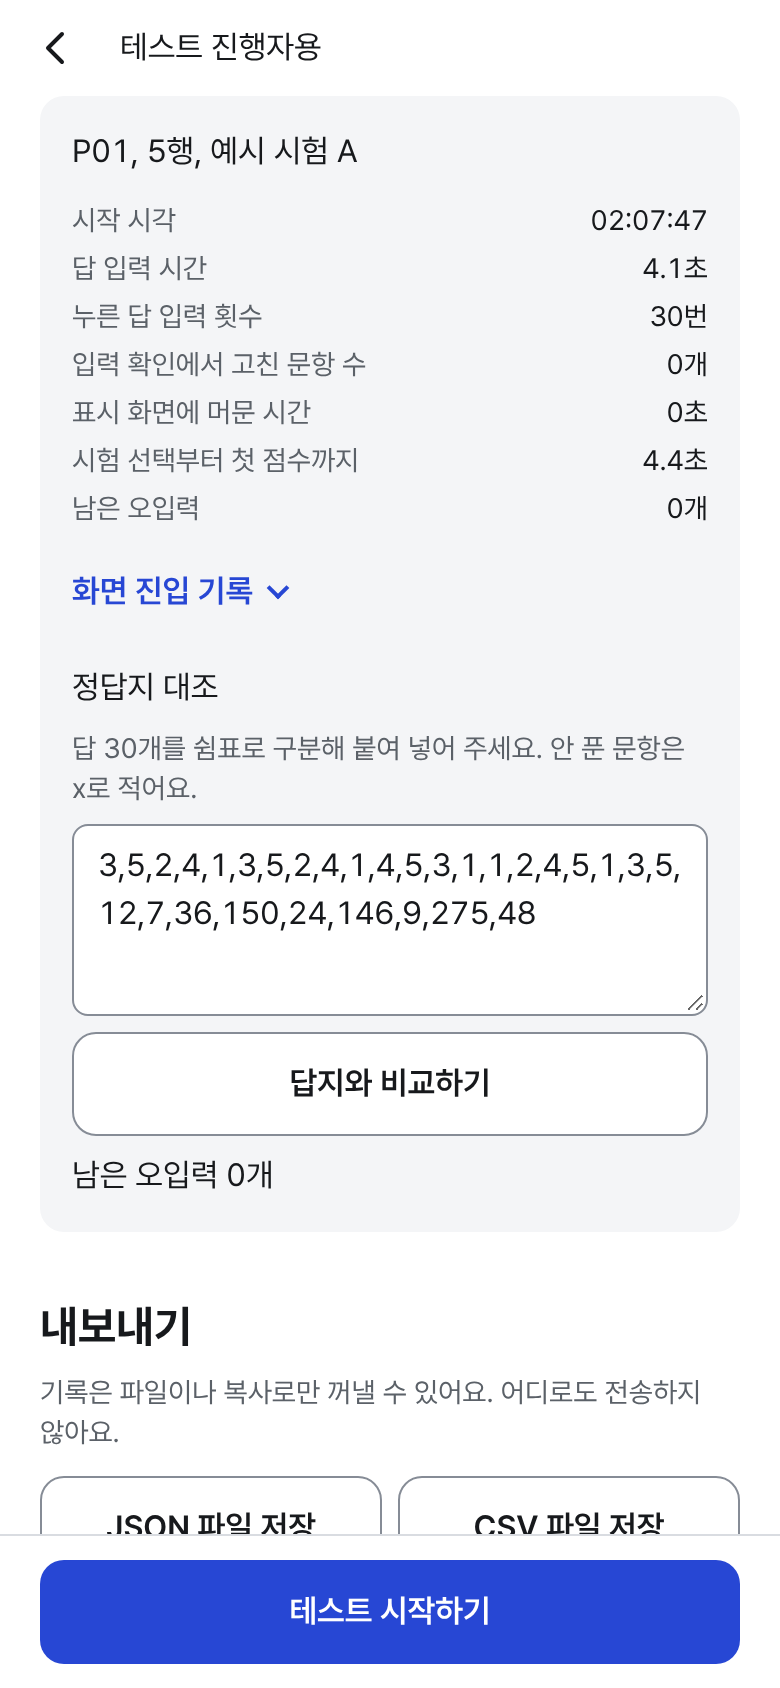 테스트 진행자용
P01, 5행, 예시 시험 A
시작 시각 02:07:47
답 입력 시간 4.1초
누른 답 입력 횟수 30번
입력 확인에서 고친 문항 수 0개
표시 화면에 머문 시간 0초
시험 선택부터 첫 점수까지 4.4초
남은 오입력 0개
화면 진입 기록
정답지 대조
답 30개를 쉼표로 구분해 붙여 넣어 주세요. 안 푼 문항은
x로 적어요.
3,5,2,4,1,3,5,2,4,1,4,5,3,1,1,2,4,5,1,3,5,
12,7,36,150,24,146,9,275,48
답지와 비교하기
남은 오입력 0개
내보내기
기록은 파일이나 복사로만 꺼낼 수 있어요. 어디로도 전송하지
않아요.
JSON 파일 저장
CSV 파일 저장
테스트 시작하기